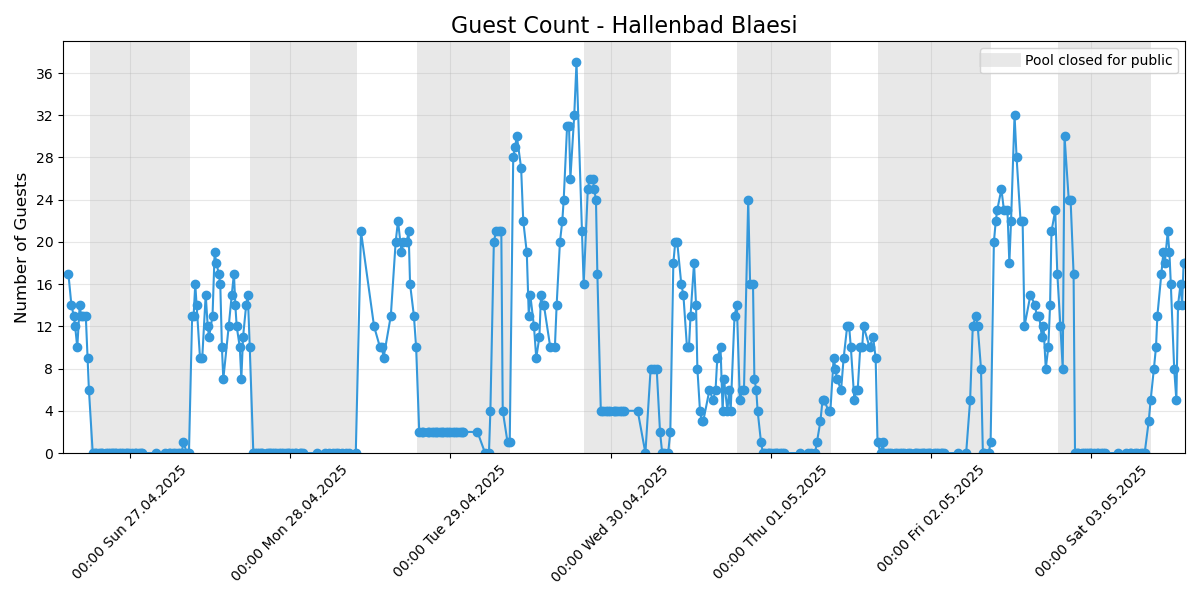 Guest Count - Hallenbad Blaesi
Pool closed for public
Number of Guests
36
32
28
24
20
16
12
8
4
0
00:00 Sun 27.04.2025
00:00 Mon 28.04.2025
00:00 Tue 29.04.2025
00:00 Wed 30.04.2025
00:00 Thu 01.05.2025
00:00 Fri 02.05.2025
00:00 Sat 03.05.2025